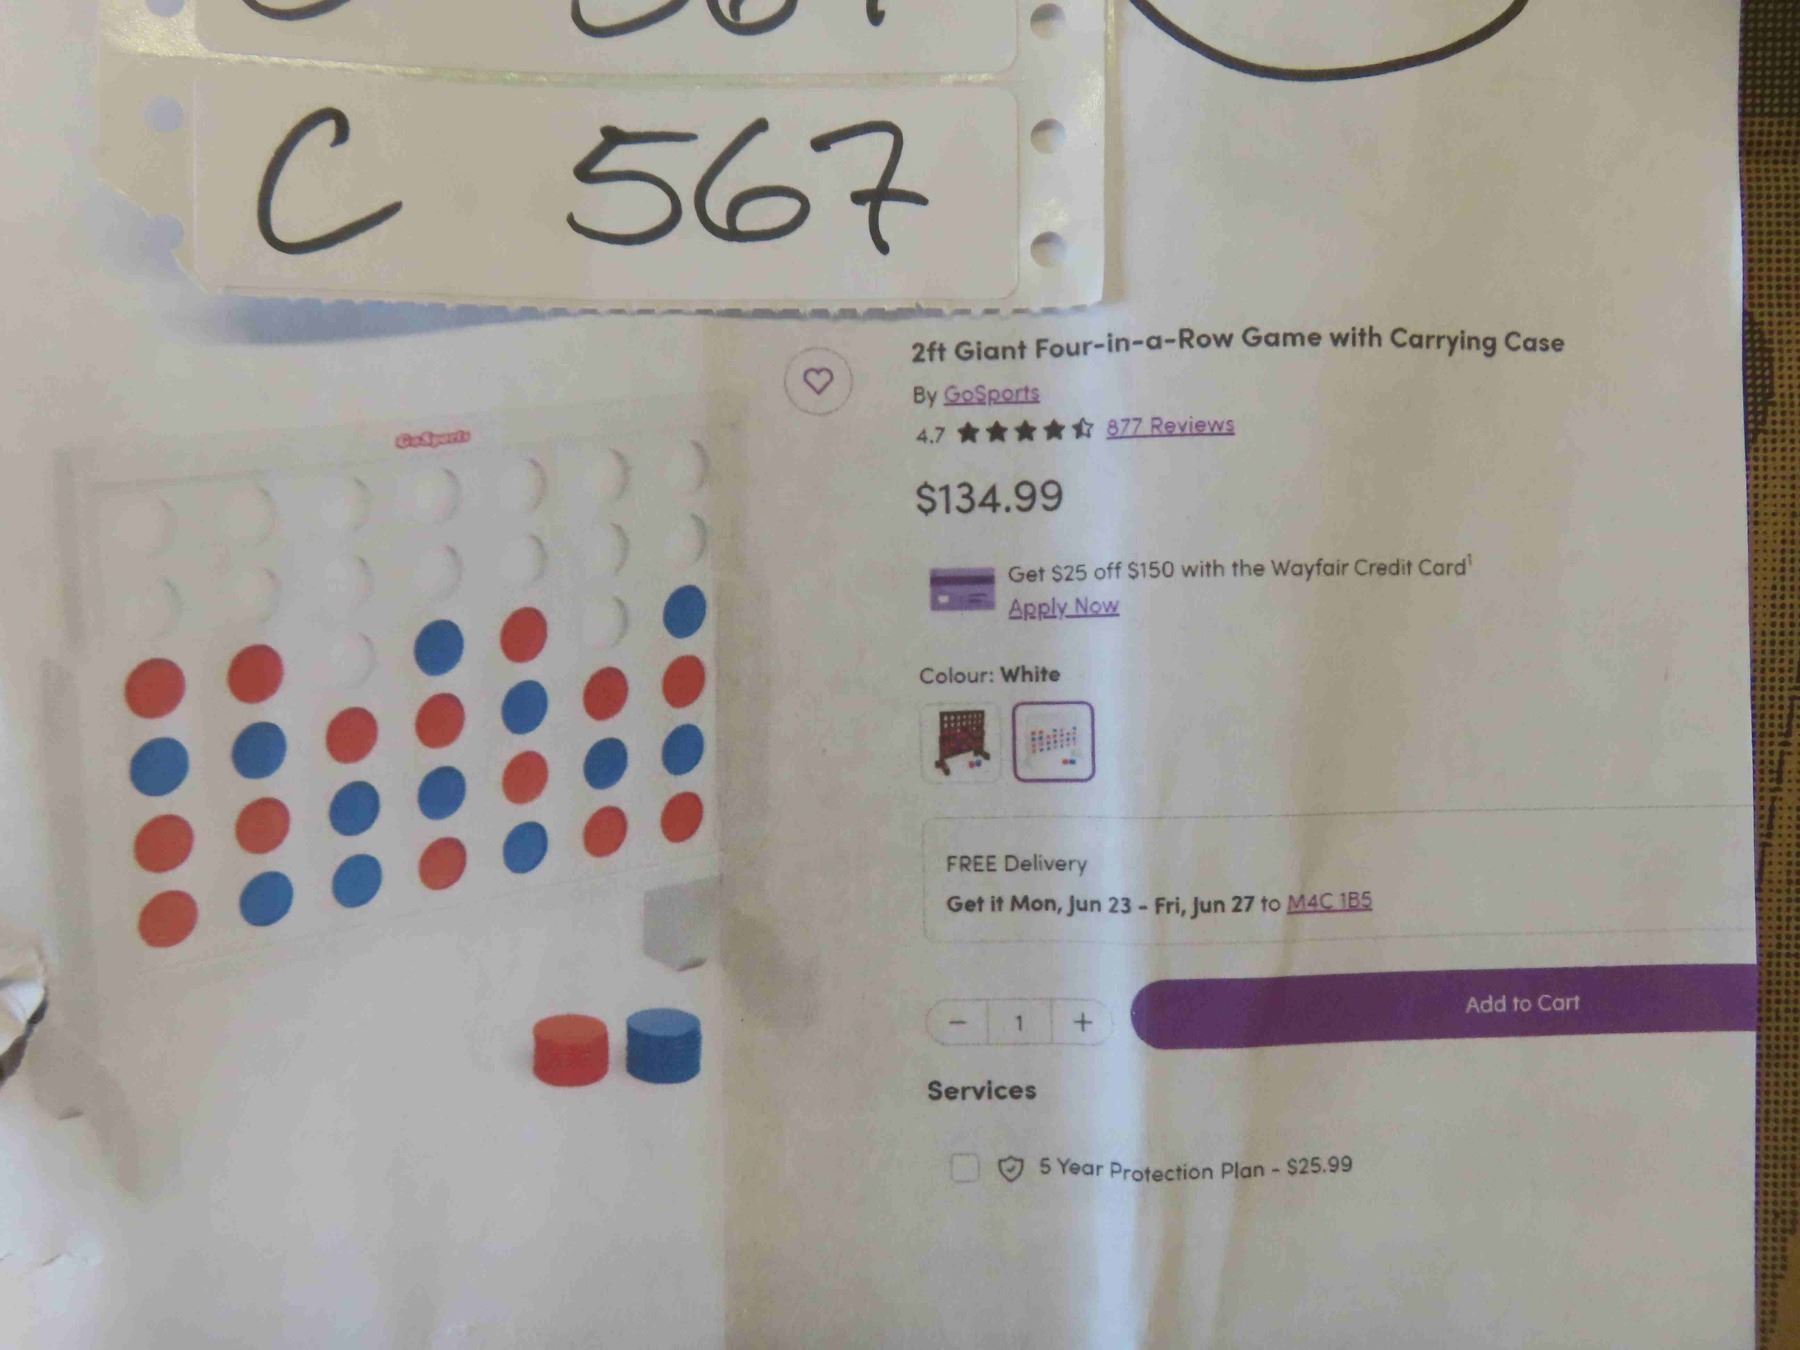 C 567
C 567
GoSports
2ft Giant Four-in-a-Row Game with Carrying Case
By GoSports
4.7 877 Reviews
$134.99
Get $25 off $150 with the Wayfair Credit Card¹
Apply Now
Colour: White
FREE Delivery
Get it Mon, Jun 23 - Fri, Jun 27 to M4C 1B5
− 1 +
Add to Cart
Services
5 Year Protection Plan - $25.99